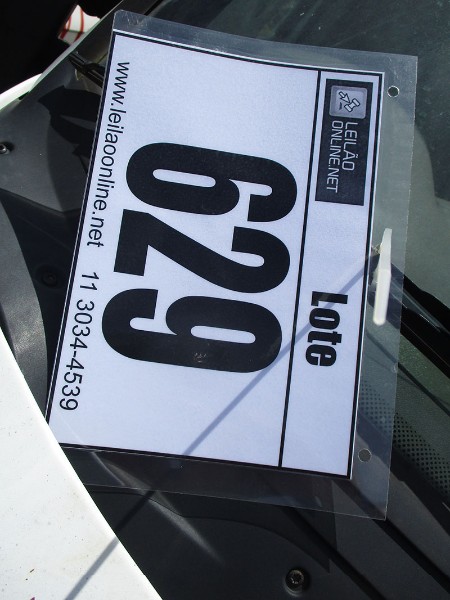 LEILÃO
ONLINE.NET
Lote
629
www.leilaoonline.net 11 3034-4539